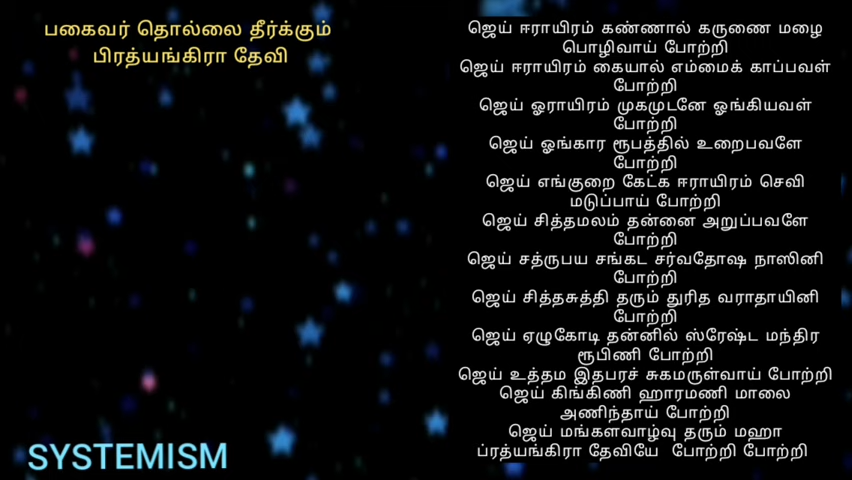 பகைவர் தொல்லை தீர்க்கும்
பிரத்யங்கிரா தேவி
ஜெய் ஈராயிரம் கண்ணால் கருணை மழை
பொழிவாய் போற்றி
ஜெய் ஈராயிரம் கையால் எம்மைக் காப்பவள்
போற்றி
ஜெய் ஓராயிரம் முகமுடனே ஓங்கியவள்
போற்றி
ஜெய் ஓங்கார ரூபத்தில் உறைபவளே
போற்றி
ஜெய் எங்குறை கேட்க ஈராயிரம் செவி
மடுப்பாய் போற்றி
ஜெய் சித்தமலம் தன்னை அறுப்பவளே
போற்றி
ஜெய் சத்ருபய சங்கட சர்வதோஷ நாஸினி
போற்றி
ஜெய் சித்தசுத்தி தரும் துரித வராதாயினி
போற்றி
ஜெய் ஏழுகோடி தன்னில் ஸ்ரேஷ்ட மந்திர
ரூபிணி போற்றி
ஜெய் உத்தம இதபரச் சுகமருள்வாய் போற்றி
ஜெய் கிங்கிணி ஹாரமணி மாலை
அணிந்தாய் போற்றி
ஜெய் மங்களவாழ்வு தரும் மஹா
ப்ரத்யங்கிரா தேவியே போற்றி போற்றி
SYSTEMISM